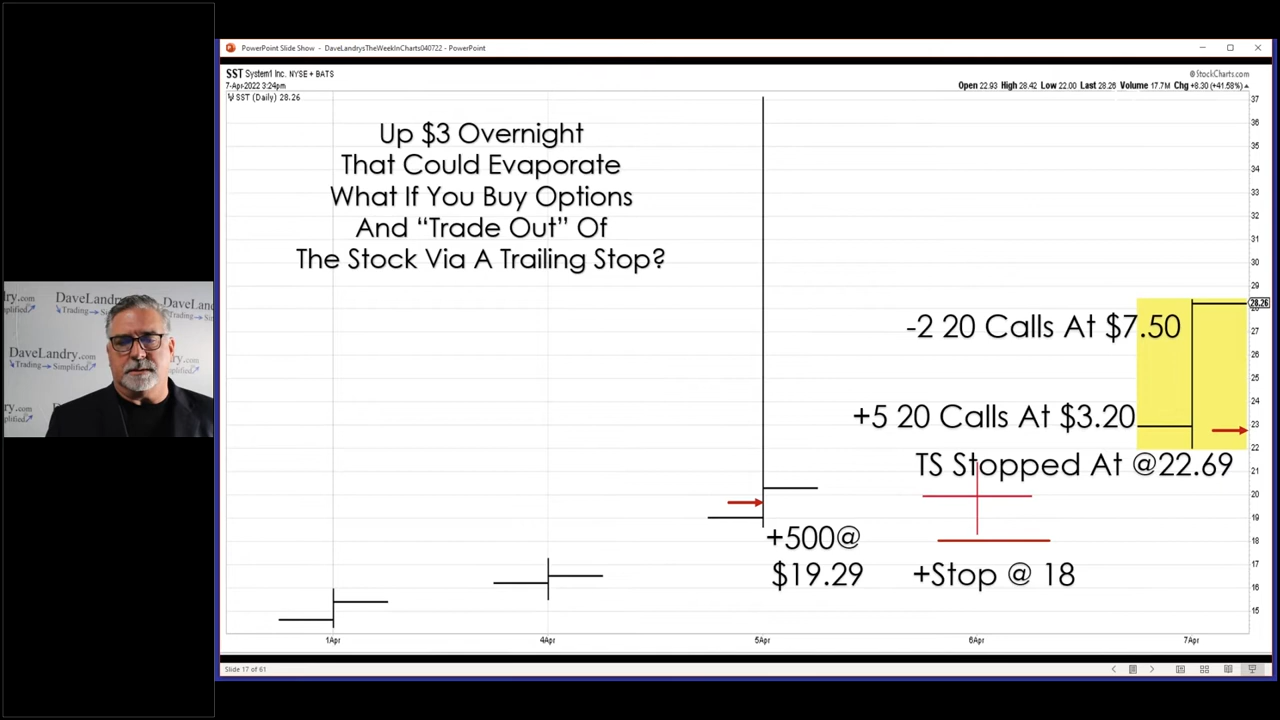 PowerPoint Slide Show - DaveLandrysTheWeekInCharts040722 - PowerPoint
SST System1 Inc. NYSE + BATS
© StockCharts.com
7-Apr-2022 3:24pm
Open 22.93 High 28.42 Low 22.00 Last 28.26 Volume 17.7M Chg +8.30 (+41.58%)
SST (Daily) 28.26
Up $3 Overnight
That Could Evaporate
What If You Buy Options
And “Trade Out” Of
The Stock Via A Trailing Stop?
-2 20 Calls At $7.50
+5 20 Calls At $3.20
TS Stopped At @22.69
+500@
$19.29
+Stop @ 18
37
36
35
34
33
32
31
30
29
28.26
28
27
26
25
24
23
22
21
20
19
18
17
16
15
1Apr
4Apr
5Apr
6Apr
7Apr
Slide 17 of 61
DaveLandry.com
Trading Simplified
DaveLandry.com
Trading Simplified